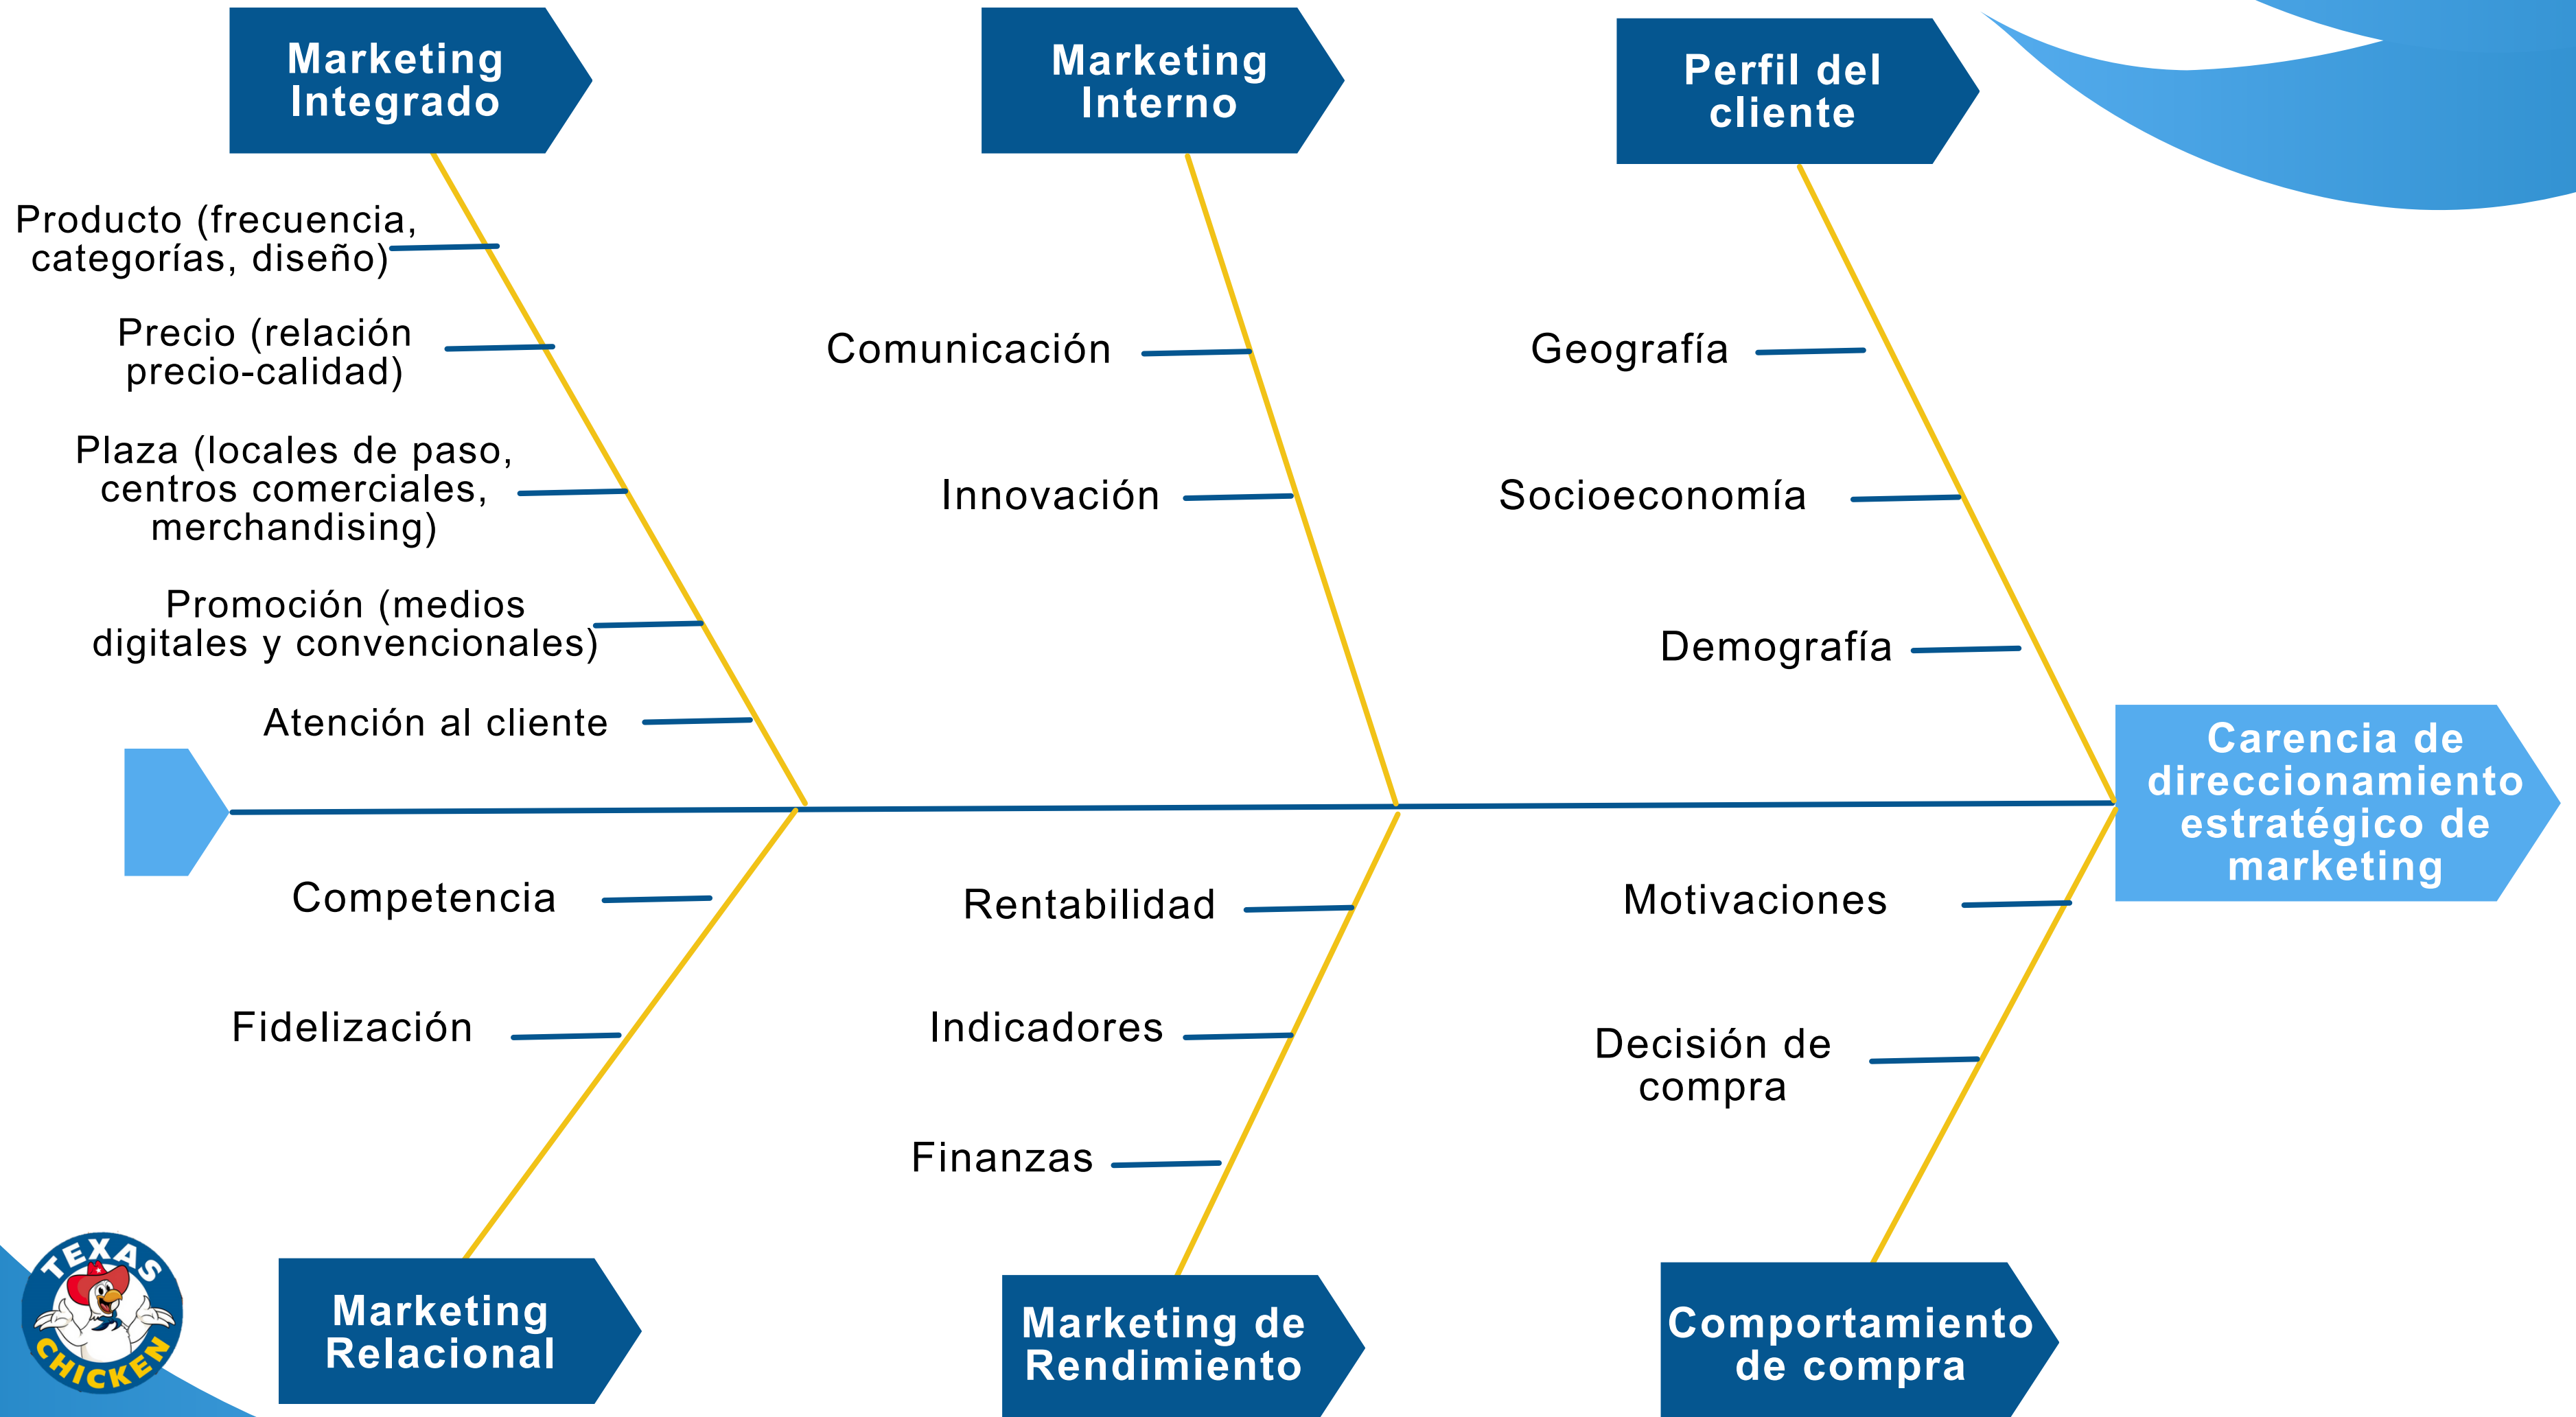 Marketing
Integrado
Marketing
Interno
Perfil del
cliente
Producto (frecuencia,
categorías, diseño)
Precio (relación
precio-calidad)
Plaza (locales de paso,
centros comerciales,
merchandising)
Promoción (medios
digitales y convencionales)
Atención al cliente
Comunicación
Innovación
Geografía
Socioeconomía
Demografía
Carencia de
direccionamiento
estratégico de
marketing
Competencia
Fidelización
Rentabilidad
Indicadores
Finanzas
Motivaciones
Decisión de
compra
TEXAS
CHICKEN
Marketing
Relacional
Marketing de
Rendimiento
Comportamiento
de compra